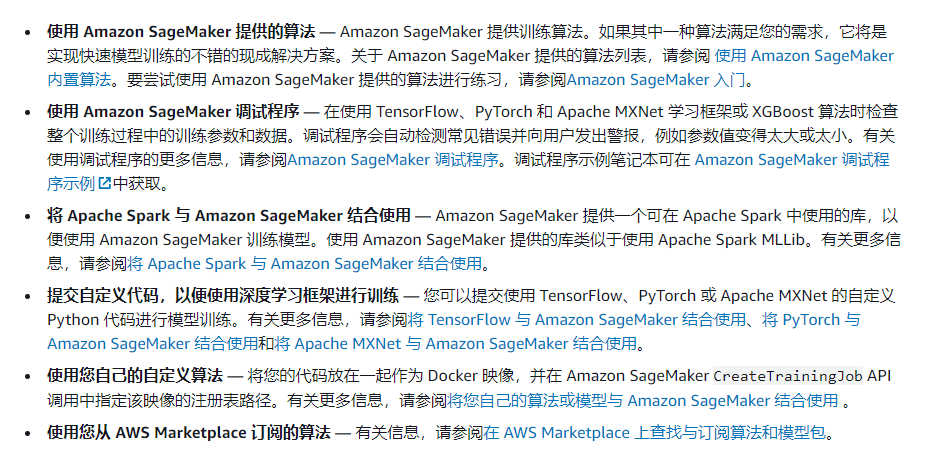 • 使用 Amazon SageMaker 提供的算法 — Amazon SageMaker 提供训练算法。如果其中一种算法满足您的需求，它将是
实现快速模型训练的不错的现成解决方案。关于 Amazon SageMaker 提供的算法列表，请参阅 使用 Amazon SageMaker
内置算法。要尝试使用 Amazon SageMaker 提供的算法进行练习，请参阅Amazon SageMaker 入门。
• 使用 Amazon SageMaker 调试程序 — 在使用 TensorFlow、PyTorch 和 Apache MXNet 学习框架或 XGBoost 算法时检查
整个训练过程中的训练参数和数据。调试程序会自动检测常见错误并向用户发出警报，例如参数值变得太大或太小。有关
使用调试程序的更多信息，请参阅Amazon SageMaker 调试程序。调试程序示例笔记本可在 Amazon SageMaker 调试程
序示例中获取。
• 将 Apache Spark 与 Amazon SageMaker 结合使用 — Amazon SageMaker 提供一个可在 Apache Spark 中使用的库，以
便使用 Amazon SageMaker 训练模型。使用 Amazon SageMaker 提供的库类似于使用 Apache Spark MLLib。有关更多信
息，请参阅将 Apache Spark 与 Amazon SageMaker 结合使用。
• 提交自定义代码，以便使用深度学习框架进行训练 — 您可以提交使用 TensorFlow、PyTorch 或 Apache MXNet 的自定义
Python 代码进行模型训练。有关更多信息，请参阅将 TensorFlow 与 Amazon SageMaker 结合使用、将 PyTorch 与
Amazon SageMaker 结合使用和将 Apache MXNet 与 Amazon SageMaker 结合使用。
• 使用您自己的自定义算法 — 将您的代码放在一起作为 Docker 映像，并在 Amazon SageMaker CreateTrainingJob API
调用中指定该映像的注册表路径。有关更多信息，请参阅将您自己的算法或模型与 Amazon SageMaker 结合使用 。
• 使用您从 AWS Marketplace 订阅的算法 — 有关信息，请参阅在 AWS Marketplace 上查找与订阅算法和模型包。